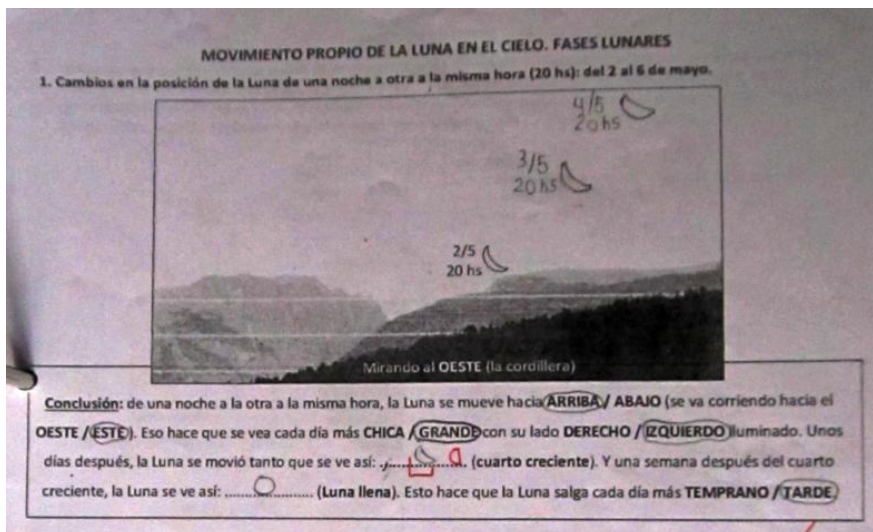 MOVIMIENTO PROPIO DE LA LUNA EN EL CIELO. FASES LUNARES
1. Cambios en la posición de la Luna de una noche a otra a la misma hora (20 hs): del 2 al 6 de mayo.
4/5
20hs
3/5
20hs
2/5
20 hs
Mirando al OESTE (la cordillera)
Conclusión: de una noche a la otra a la misma hora, la Luna se mueve hacia ARRIBA / ABAJO (se va corriendo hacia el
OESTE / ESTE). Eso hace que se vea cada día más CHICA / GRANDE con su lado DERECHO / IZQUIERDO iluminado. Unos
días después, la Luna se movió tanto que se ve así: ............... (cuarto creciente). Y una semana después del cuarto
creciente, la Luna se ve así: ............... (Luna llena). Esto hace que la Luna salga cada día más TEMPRANO / TARDE.